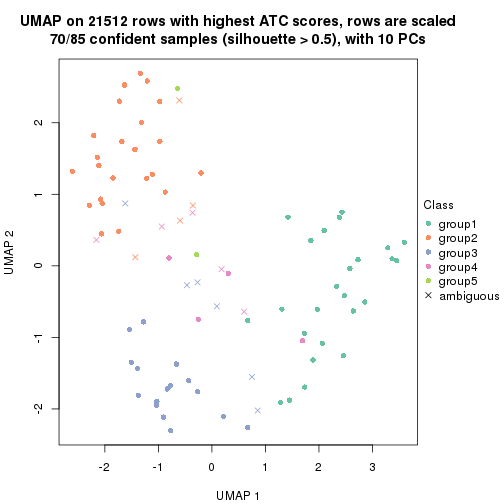 UMAP on 21512 rows with highest ATC scores, rows are scaled
70/85 confident samples (silhouette > 0.5), with 10 PCs
UMAP 2
2
1
0
-1
-2
-2
-1
0
1
2
3
UMAP 1
Class
group1
group2
group3
group4
group5
ambiguous